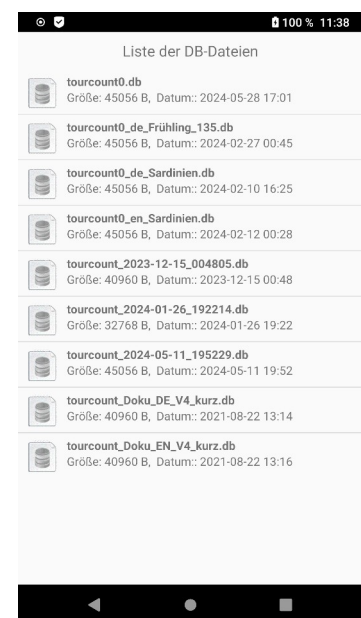 100 % 11:38
Liste der DB-Dateien
tourcount0.db
Größe: 45056 B, Datum:: 2024-05-28 17:01
tourcount0_de_Frühling_135.db
Größe: 45056 B, Datum:: 2024-02-27 00:45
tourcount0_de_Sardinien.db
Größe: 45056 B, Datum:: 2024-02-10 16:25
tourcount0_en_Sardinien.db
Größe: 45056 B, Datum:: 2024-02-12 00:28
tourcount_2023-12-15_004805.db
Größe: 40960 B, Datum:: 2023-12-15 00:48
tourcount_2024-01-26_192214.db
Größe: 32768 B, Datum:: 2024-01-26 19:22
tourcount_2024-05-11_195229.db
Größe: 45056 B, Datum:: 2024-05-11 19:52
tourcount_Doku_DE_V4_kurz.db
Größe: 40960 B, Datum:: 2021-08-22 13:14
tourcount_Doku_EN_V4_kurz.db
Größe: 40960 B, Datum:: 2021-08-22 13:16